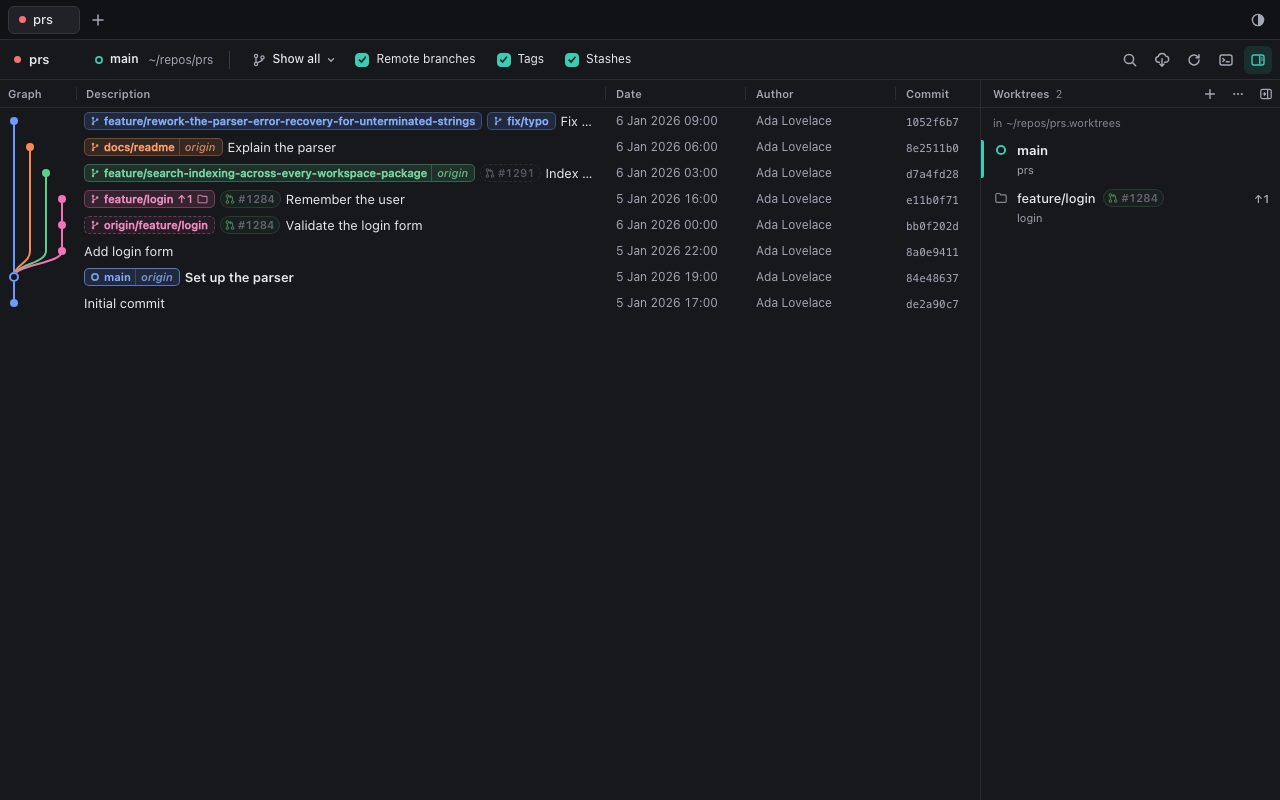 prs
prs main ~/repos/prs Show all Remote branches Tags Stashes
Graph Description Date Author Commit Worktrees 2
feature/rework-the-parser-error-recovery-for-unterminated-strings fix/typo Fix ... 6 Jan 2026 09:00 Ada Lovelace 1052f6b7
in ~/repos/prs.worktrees
docs/readme origin Explain the parser 6 Jan 2026 06:00 Ada Lovelace 8e2511b0
main
feature/search-indexing-across-every-workspace-package origin #1291 Index ... 6 Jan 2026 03:00 Ada Lovelace d7a4fd28
prs
feature/login ↑1 #1284 Remember the user 5 Jan 2026 16:00 Ada Lovelace e11b0f71
feature/login #1284 ↑1
login
origin/feature/login #1284 Validate the login form 6 Jan 2026 00:00 Ada Lovelace bb0f202d
Add login form 5 Jan 2026 22:00 Ada Lovelace 8a0e9411
main origin Set up the parser 5 Jan 2026 19:00 Ada Lovelace 84e48637
Initial commit 5 Jan 2026 17:00 Ada Lovelace de2a90c7